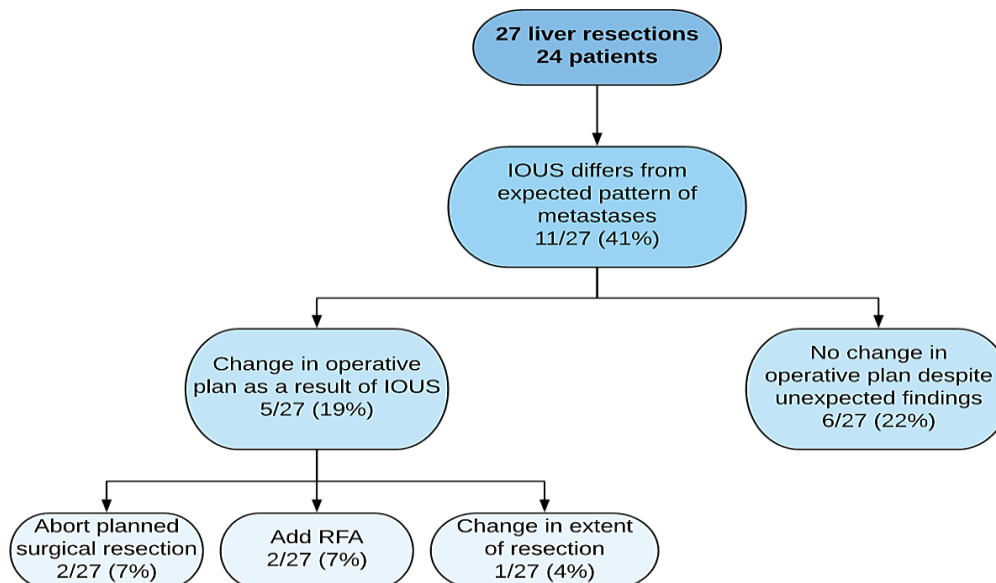 27 liver resections
24 patients
IOUS differs from
expected pattern of
metastases
11/27 (41%)
Change in operative
plan as a result of IOUS
5/27 (19%)
No change in
operative plan despite
unexpected findings
6/27 (22%)
Abort planned
surgical resection
2/27 (7%)
Add RFA
2/27 (7%)
Change in extent
of resection
1/27 (4%)